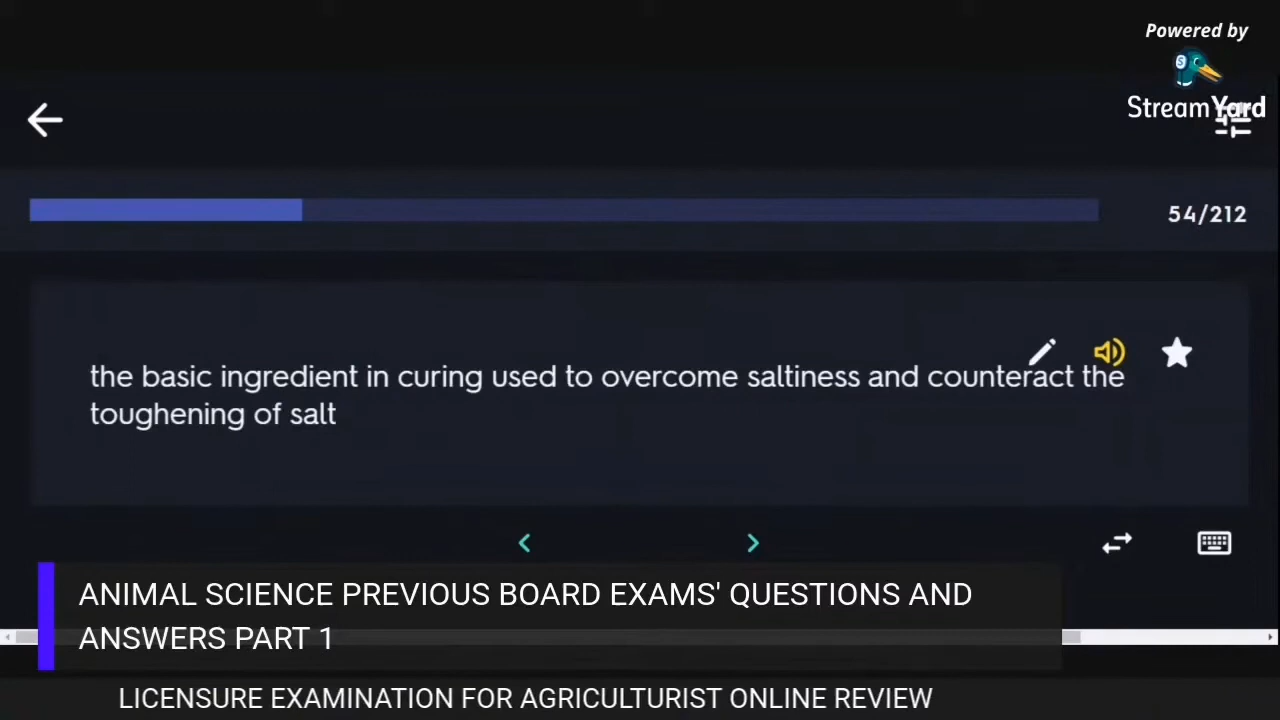 Powered by
StreamYard
54/212
the basic ingredient in curing used to overcome saltiness and counteract the
toughening of salt
ANIMAL SCIENCE PREVIOUS BOARD EXAMS' QUESTIONS AND
ANSWERS PART 1
LICENSURE EXAMINATION FOR AGRICULTURIST ONLINE REVIEW